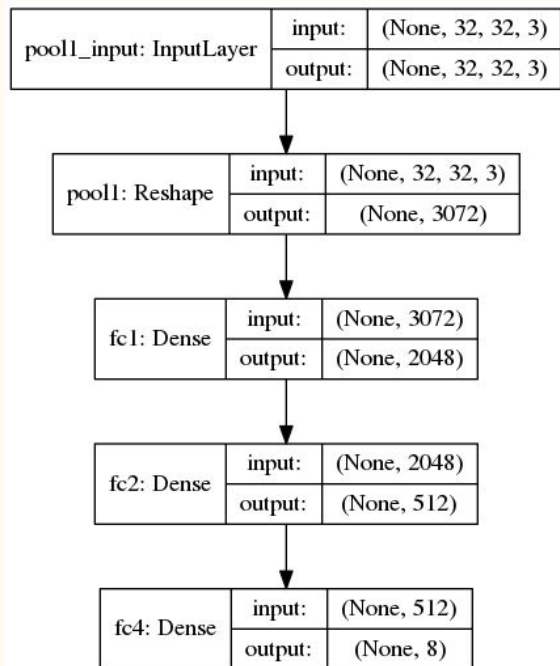 pool1_input: InputLayer
input: (None, 32, 32, 3)
output: (None, 32, 32, 3)
pool1: Reshape
input: (None, 32, 32, 3)
output: (None, 3072)
fc1: Dense
input: (None, 3072)
output: (None, 2048)
fc2: Dense
input: (None, 2048)
output: (None, 512)
fc4: Dense
input: (None, 512)
output: (None, 8)